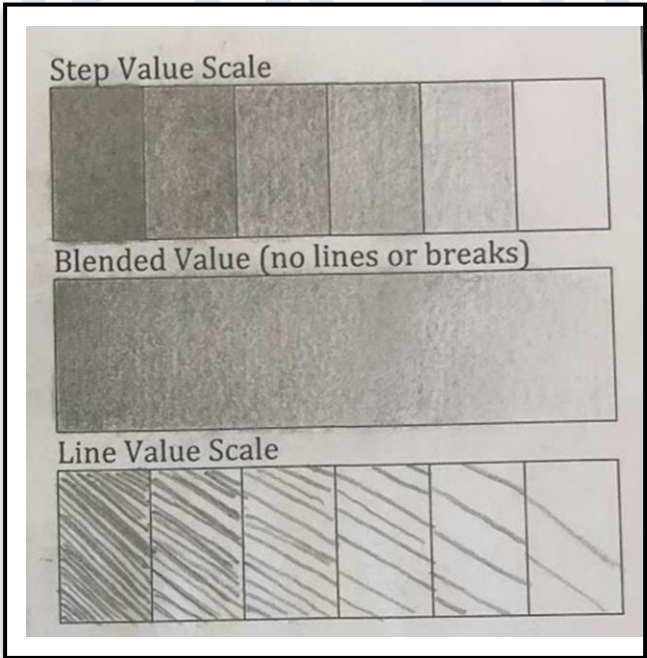 Step Value Scale
Blended Value (no lines or breaks)
Line Value Scale